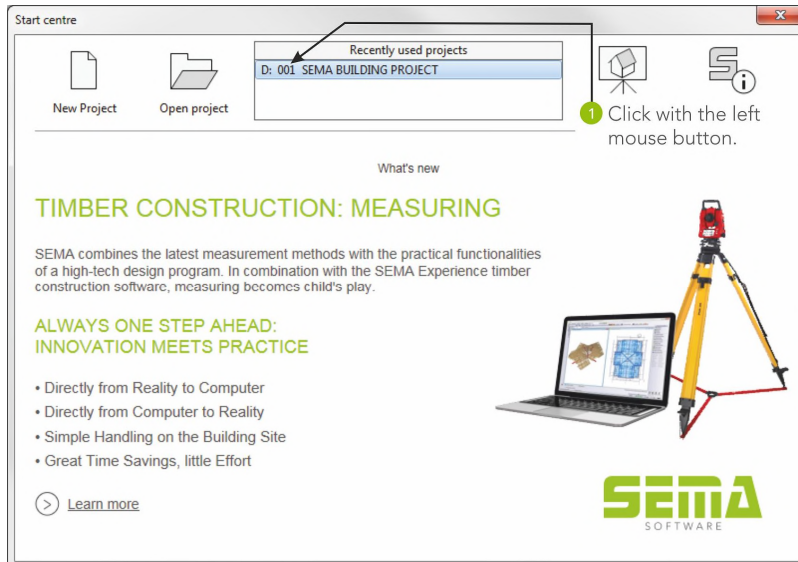 Start centre
New Project
Open project
Recently used projects
D: 001 SEMA BUILDING PROJECT
1 Click with the left
mouse button.
What's new
TIMBER CONSTRUCTION: MEASURING
SEMA combines the latest measurement methods with the practical functionalities
of a high-tech design program. In combination with the SEMA Experience timber
construction software, measuring becomes child's play.
ALWAYS ONE STEP AHEAD:
INNOVATION MEETS PRACTICE
• Directly from Reality to Computer
• Directly from Computer to Reality
• Simple Handling on the Building Site
• Great Time Savings, little Effort
Learn more
SEMA
SOFTWARE